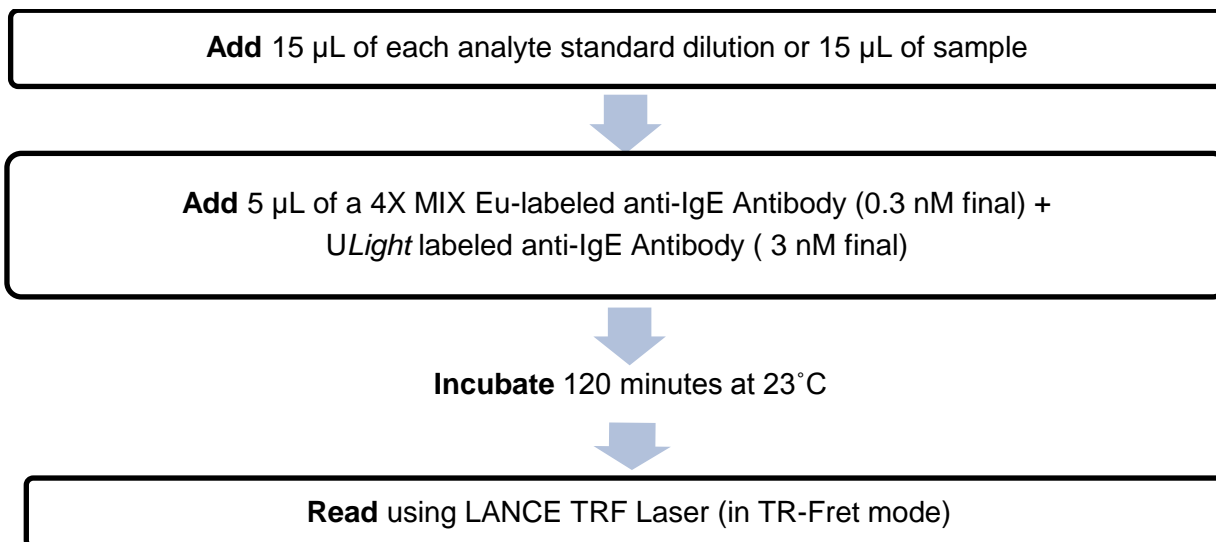 Add 15 µL of each analyte standard dilution or 15 µL of sample
Add 5 µL of a 4X MIX Eu-labeled anti-IgE Antibody (0.3 nM final) +
ULight labeled anti-IgE Antibody ( 3 nM final)
Incubate 120 minutes at 23˚C
Read using LANCE TRF Laser (in TR-Fret mode)